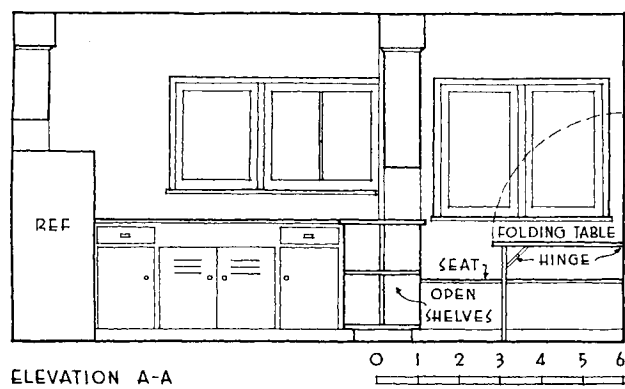 REF
FOLDING TABLE
HINGE
SEAT
OPEN
SHELVES
ELEVATION A-A
0 1 2 3 4 5 6